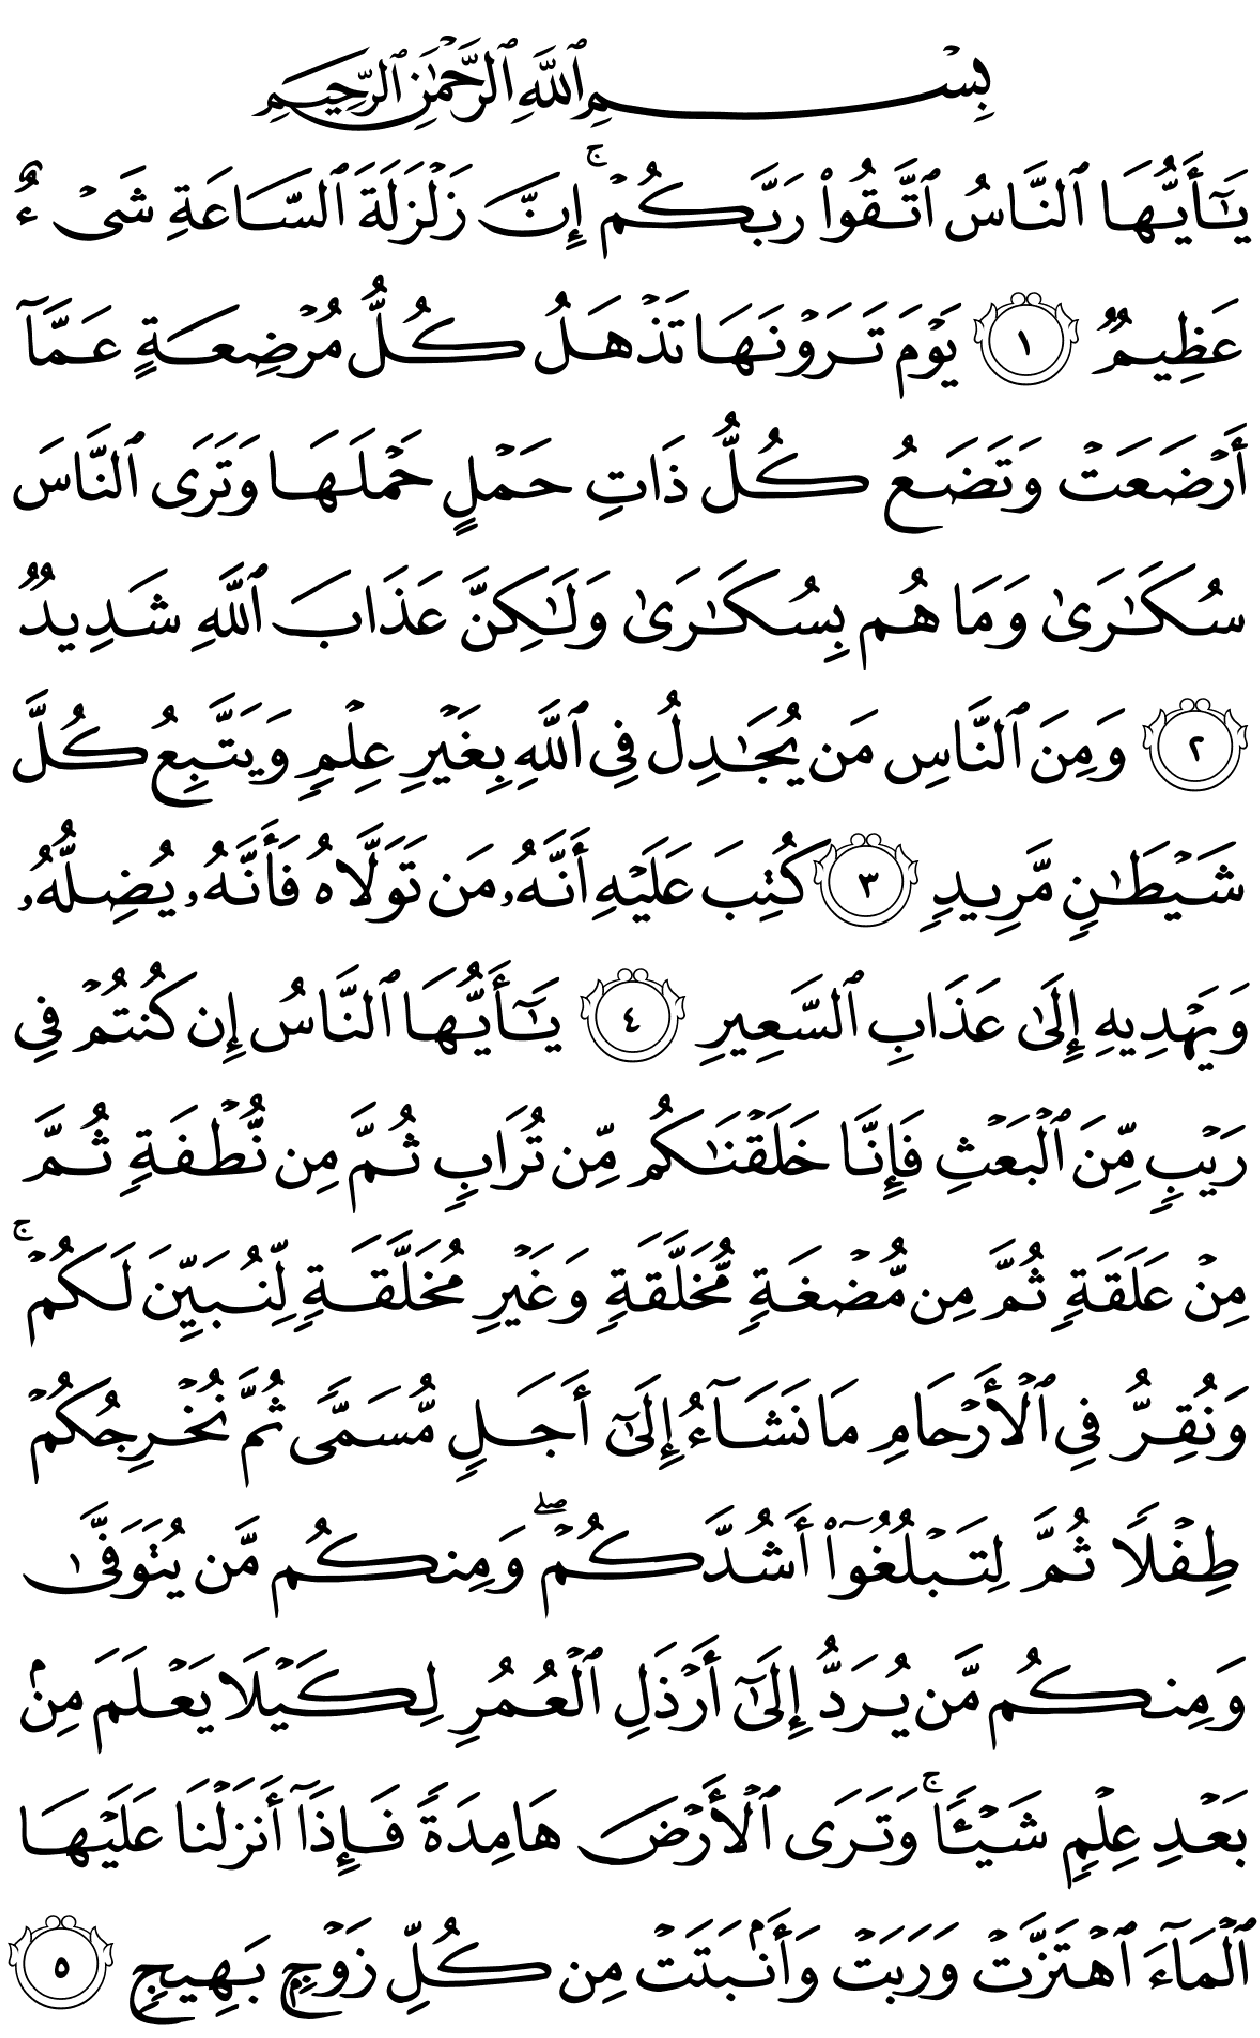 بِسْمِ ٱللَّهِ ٱلرَّحْمَٰنِ ٱلرَّحِيمِ
يَٰٓأَيُّهَا ٱلنَّاسُ ٱتَّقُوا۟ رَبَّكُمْ ۚ إِنَّ زَلْزَلَةَ ٱلسَّاعَةِ شَىْءٌ
عَظِيمٌ ١ يَوْمَ تَرَوْنَهَا تَذْهَلُ كُلُّ مُرْضِعَةٍ عَمَّآ
أَرْضَعَتْ وَتَضَعُ كُلُّ ذَاتِ حَمْلٍ حَمْلَهَا وَتَرَى ٱلنَّاسَ
سُكَٰرَىٰ وَمَا هُم بِسُكَٰرَىٰ وَلَٰكِنَّ عَذَابَ ٱللَّهِ شَدِيدٌ
٢ وَمِنَ ٱلنَّاسِ مَن يُجَٰدِلُ فِى ٱللَّهِ بِغَيْرِ عِلْمٍ وَيَتَّبِعُ كُلَّ
شَيْطَٰنٍ مَّرِيدٍ ٣ كُتِبَ عَلَيْهِ أَنَّهُۥ مَن تَوَلَّاهُ فَأَنَّهُۥ يُضِلُّهُۥ
وَيَهْدِيهِ إِلَىٰ عَذَابِ ٱلسَّعِيرِ ٤ يَٰٓأَيُّهَا ٱلنَّاسُ إِن كُنتُمْ فِى
رَيْبٍ مِّنَ ٱلْبَعْثِ فَإِنَّا خَلَقْنَٰكُم مِّن تُرَابٍ ثُمَّ مِن نُّطْفَةٍ ثُمَّ
مِنْ عَلَقَةٍ ثُمَّ مِن مُّضْغَةٍ مُّخَلَّقَةٍ وَغَيْرِ مُخَلَّقَةٍ لِّنُبَيِّنَ لَكُمْ ۚ
وَنُقِرُّ فِى ٱلْأَرْحَامِ مَا نَشَآءُ إِلَىٰٓ أَجَلٍ مُّسَمًّى ثُمَّ نُخْرِجُكُمْ
طِفْلًا ثُمَّ لِتَبْلُغُوٓا۟ أَشُدَّكُمْ ۖ وَمِنكُم مَّن يُتَوَفَّىٰ
وَمِنكُم مَّن يُرَدُّ إِلَىٰٓ أَرْذَلِ ٱلْعُمُرِ لِكَيْلَا يَعْلَمَ مِنۢ
بَعْدِ عِلْمٍ شَيْـًٔا ۚ وَتَرَى ٱلْأَرْضَ هَامِدَةً فَإِذَآ أَنزَلْنَا عَلَيْهَا
ٱلْمَآءَ ٱهْتَزَّتْ وَرَبَتْ وَأَنۢبَتَتْ مِن كُلِّ زَوْجٍۭ بَهِيجٍ ٥